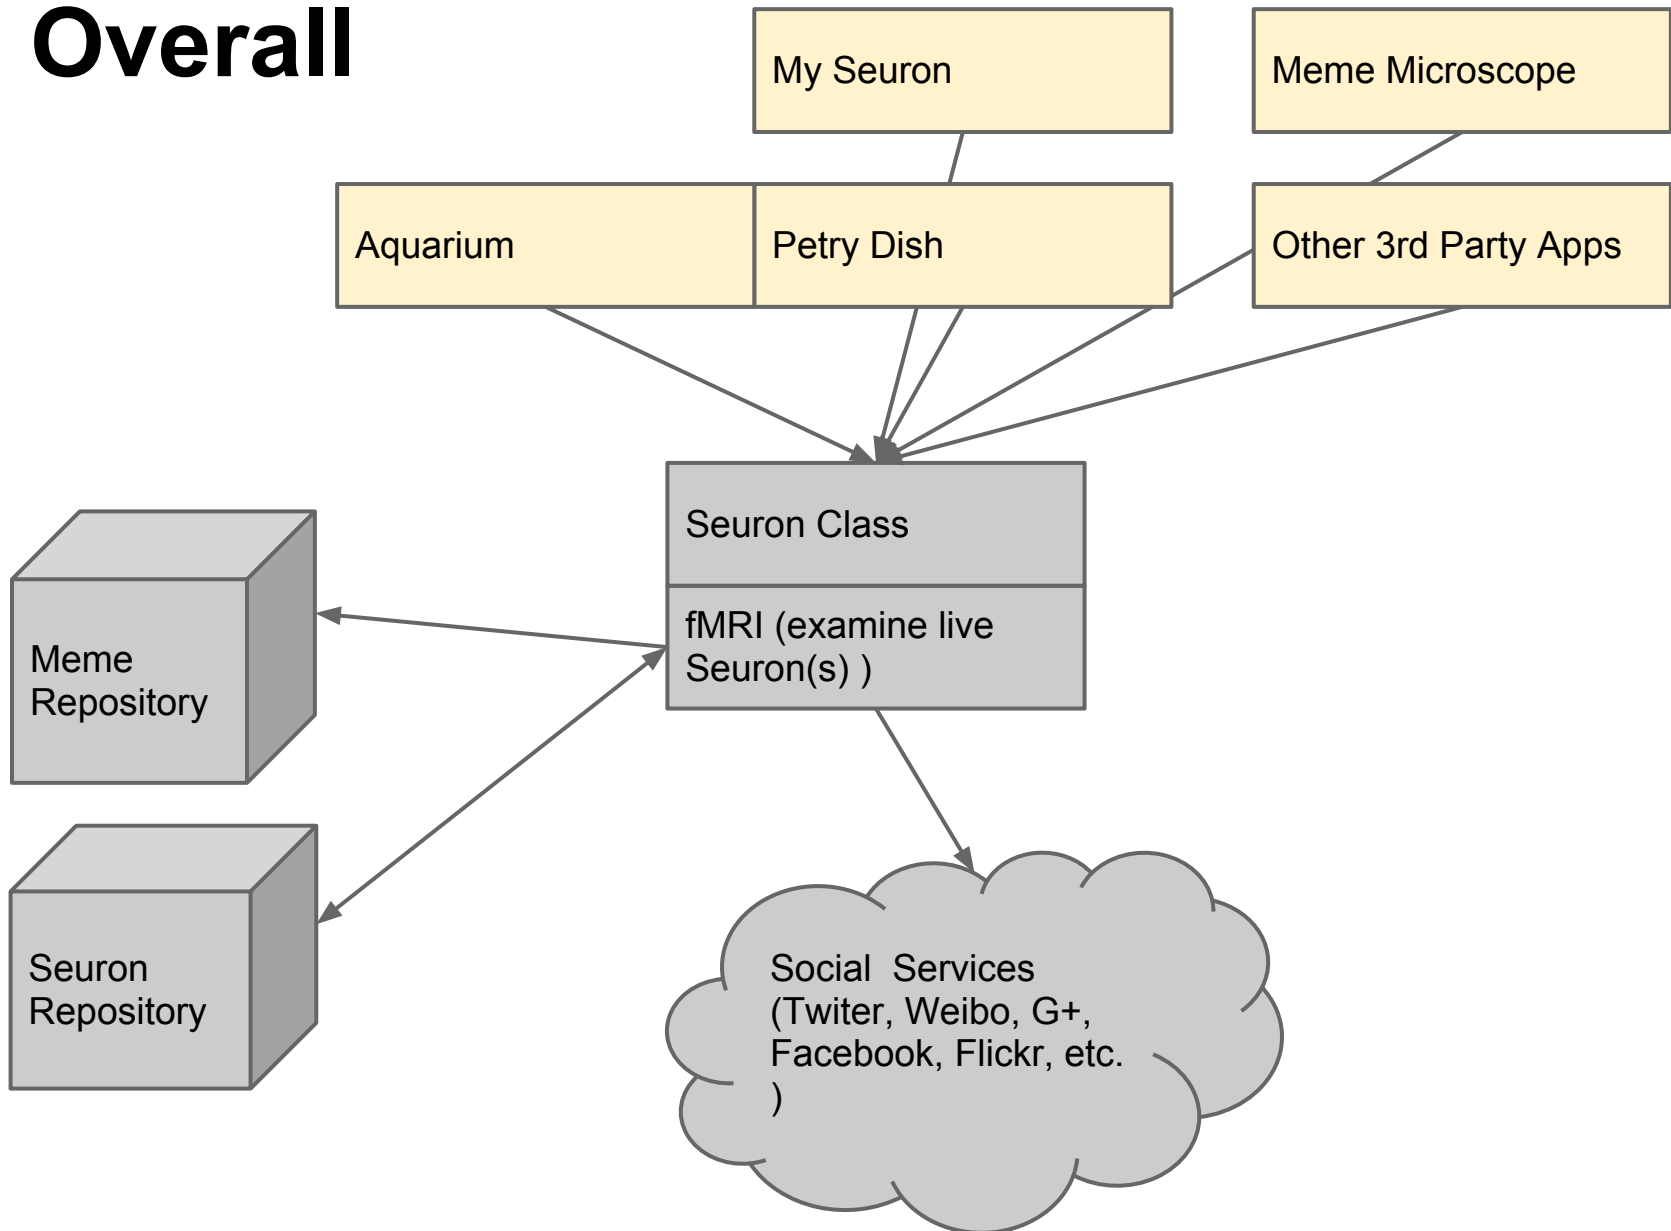 Overall
My Seuron
Meme Microscope
Aquarium
Petry Dish
Other 3rd Party Apps
Seuron Class
fMRI (examine live
Seuron(s) )
Meme
Repository
Seuron
Repository
Social  Services
(Twiter, Weibo, G+,
Facebook, Flickr, etc.
)